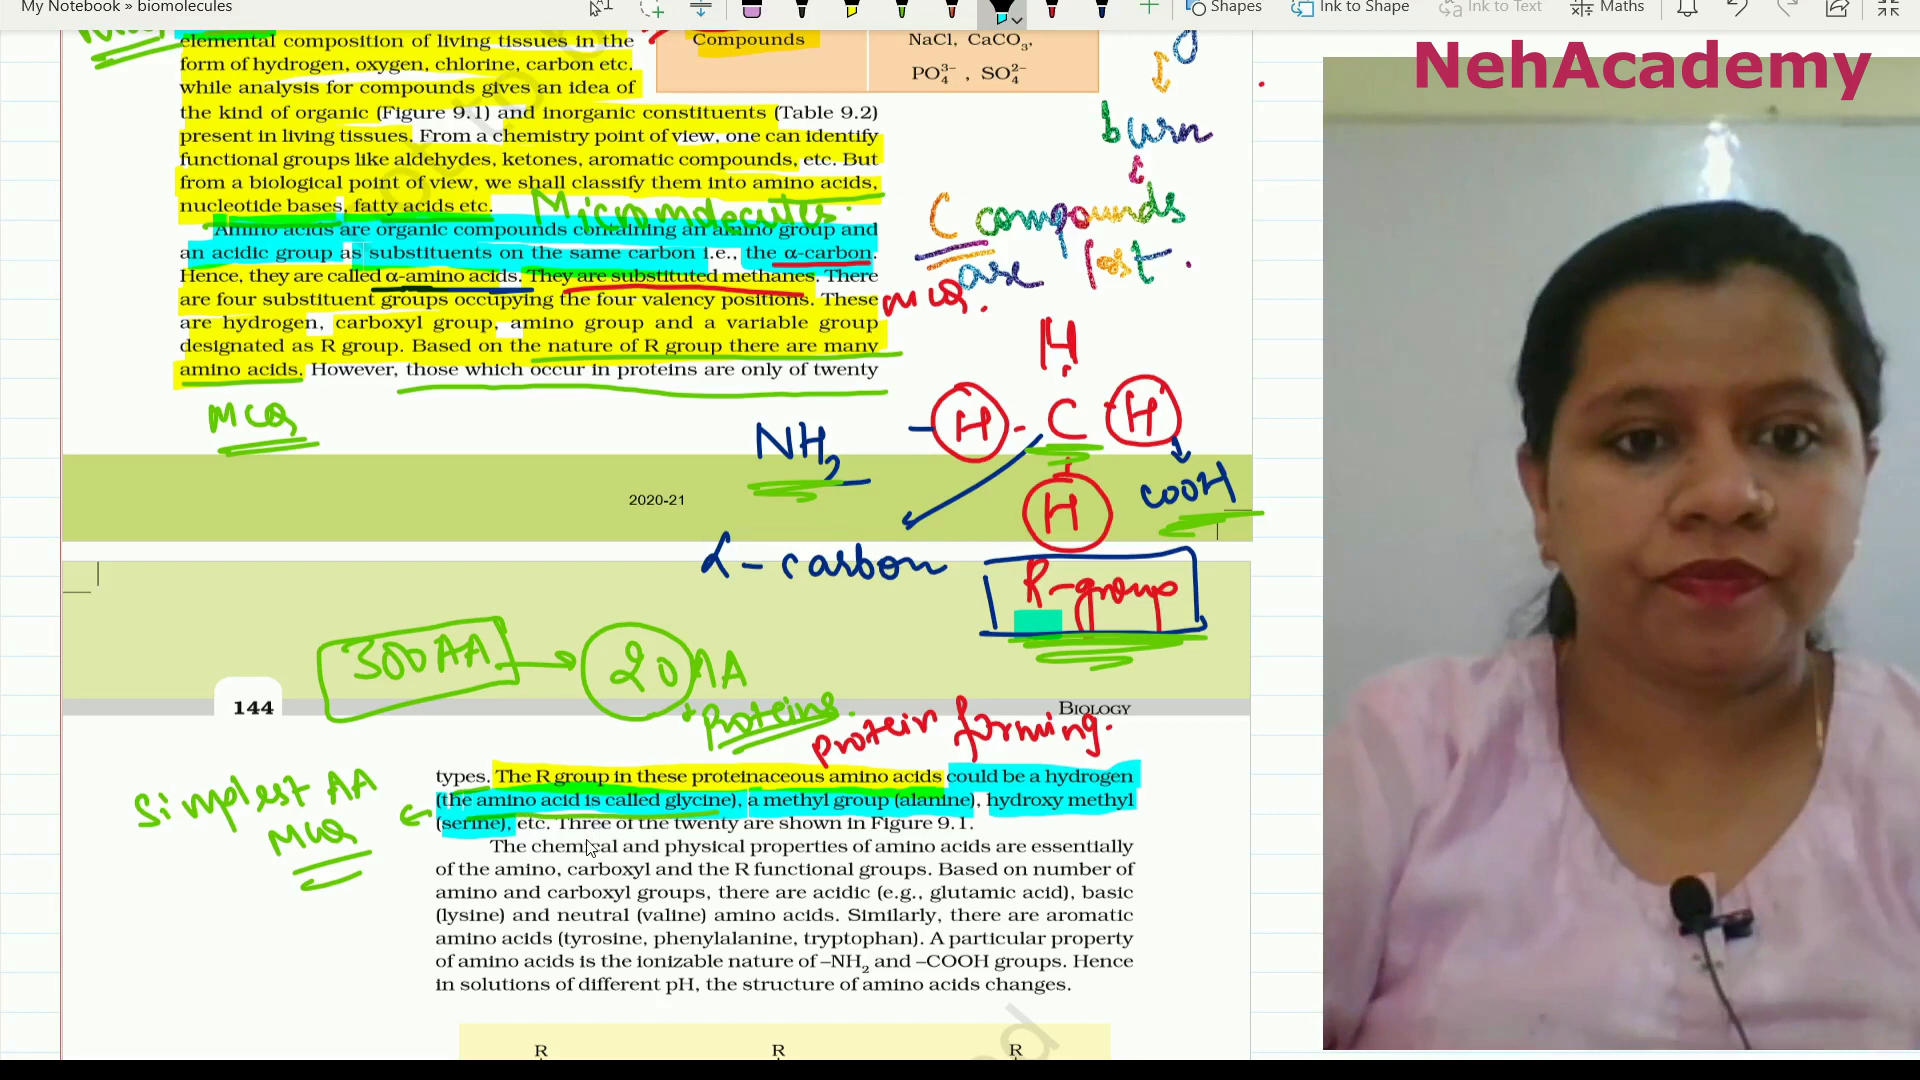 My Notebook » biomolecules
Shapes
Ink to Shape
Ink to Text
Maths
NehAcademy
elemental composition of living tissues in the
form of hydrogen, oxygen, chlorine, carbon etc.
while analysis for compounds gives an idea of
the kind of organic (Figure 9.1) and inorganic constituents (Table 9.2)
present in living tissues. From a chemistry point of view, one can identify
functional groups like aldehydes, ketones, aromatic compounds, etc. But
from a biological point of view, we shall classify them into amino acids,
nucleotide bases, fatty acids etc.
Micromolecules.
Amino acids are organic compounds containing an amino group and
an acidic group as substituents on the same carbon i.e., the α-carbon.
Hence, they are called α-amino acids. They are substituted methanes. There
are four substituent groups occupying the four valency positions. These
are hydrogen, carboxyl group, amino group and a variable group
designated as R group. Based on the nature of R group there are many
amino acids. However, those which occur in proteins are only of twenty
Compounds
NaCl, CaCO₃,
PO₄³⁻ , SO₄²⁻
burn
C compounds
are lost.
MCQ.
MCQ
H
H - C H
H
NH₂
COOH
α - carbon
R-group
2020-21
300 AA
20 AA
Proteins.
144
BIOLOGY
protein forming.
Simplest AA
MCQ
types. The R group in these proteinaceous amino acids could be a hydrogen
(the amino acid is called glycine), a methyl group (alanine), hydroxy methyl
(serine), etc. Three of the twenty are shown in Figure 9.1.
The chemical and physical properties of amino acids are essentially
of the amino, carboxyl and the R functional groups. Based on number of
amino and carboxyl groups, there are acidic (e.g., glutamic acid), basic
(lysine) and neutral (valine) amino acids. Similarly, there are aromatic
amino acids (tyrosine, phenylalanine, tryptophan). A particular property
of amino acids is the ionizable nature of –NH₂ and –COOH groups. Hence
in solutions of different pH, the structure of amino acids changes.
R R R